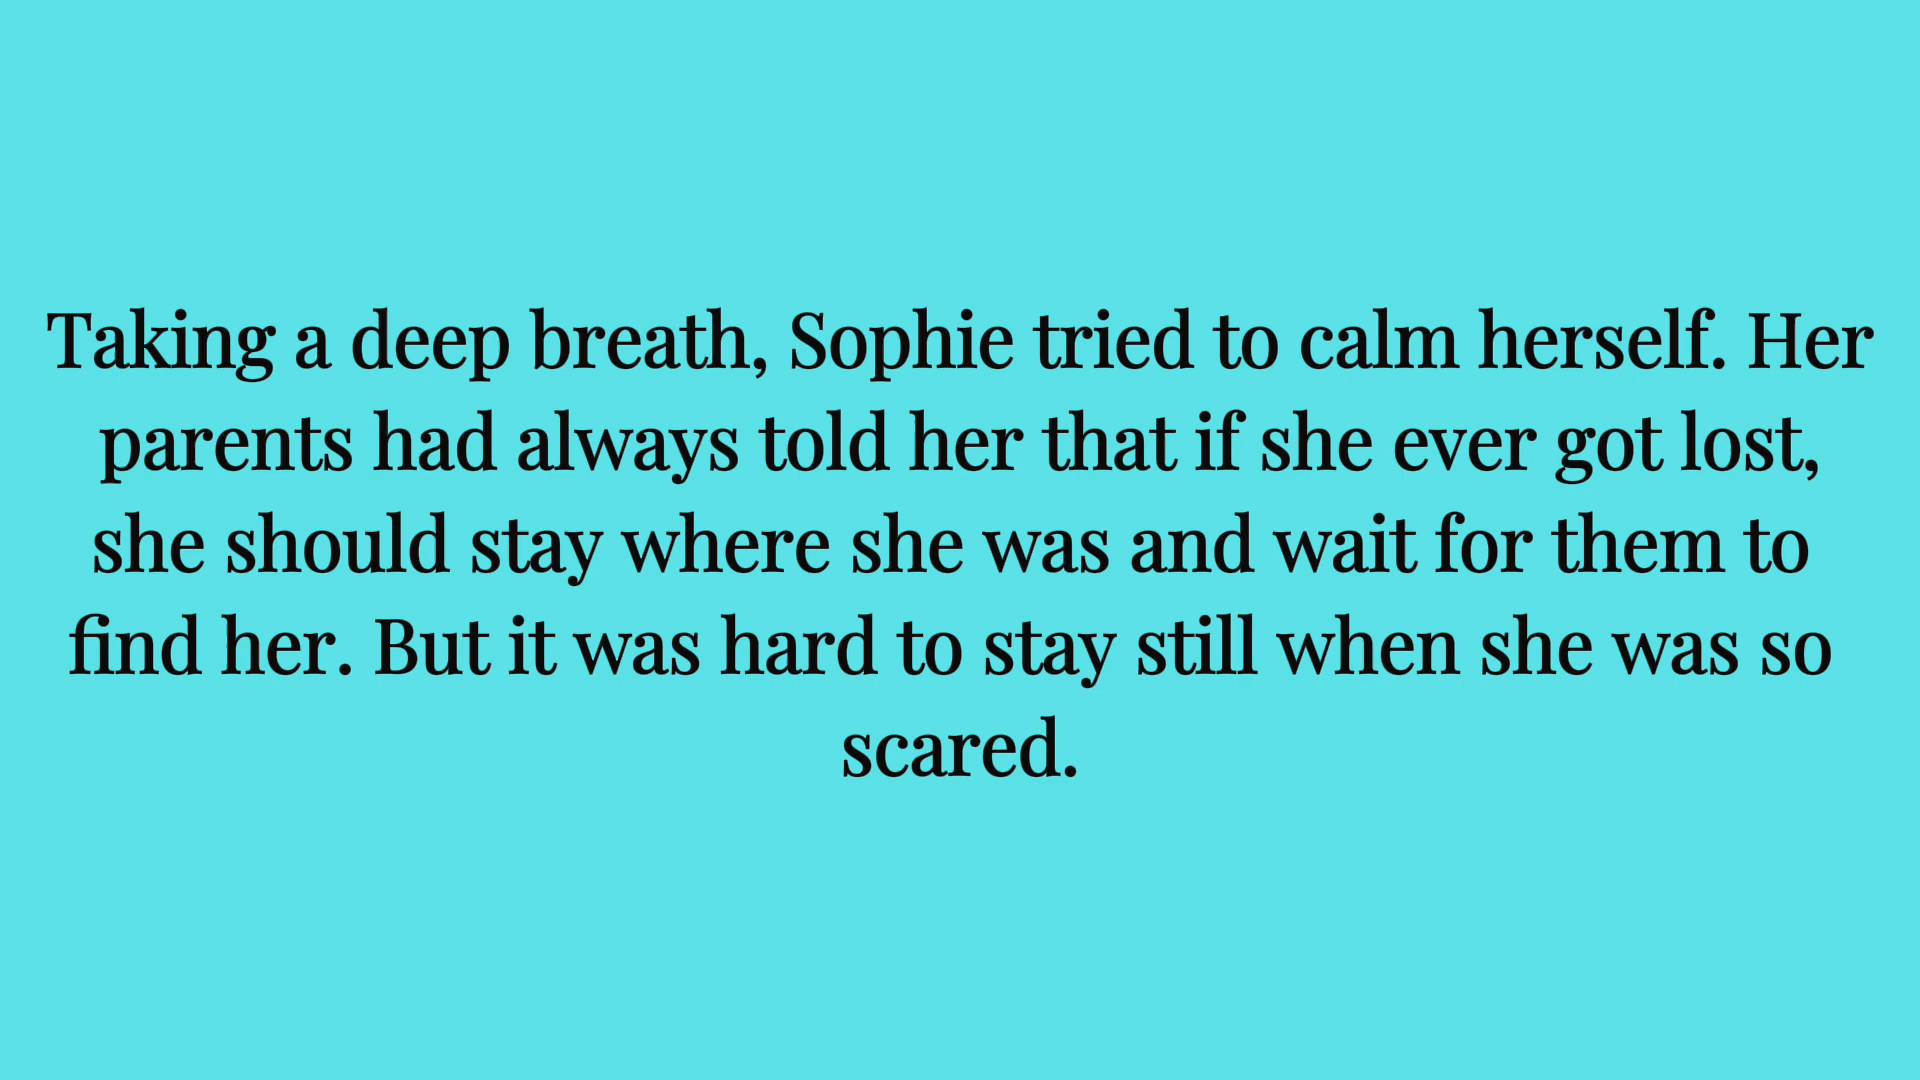 Taking a deep breath, Sophie tried to calm herself. Her
parents had always told her that if she ever got lost,
she should stay where she was and wait for them to
find her. But it was hard to stay still when she was so
scared.